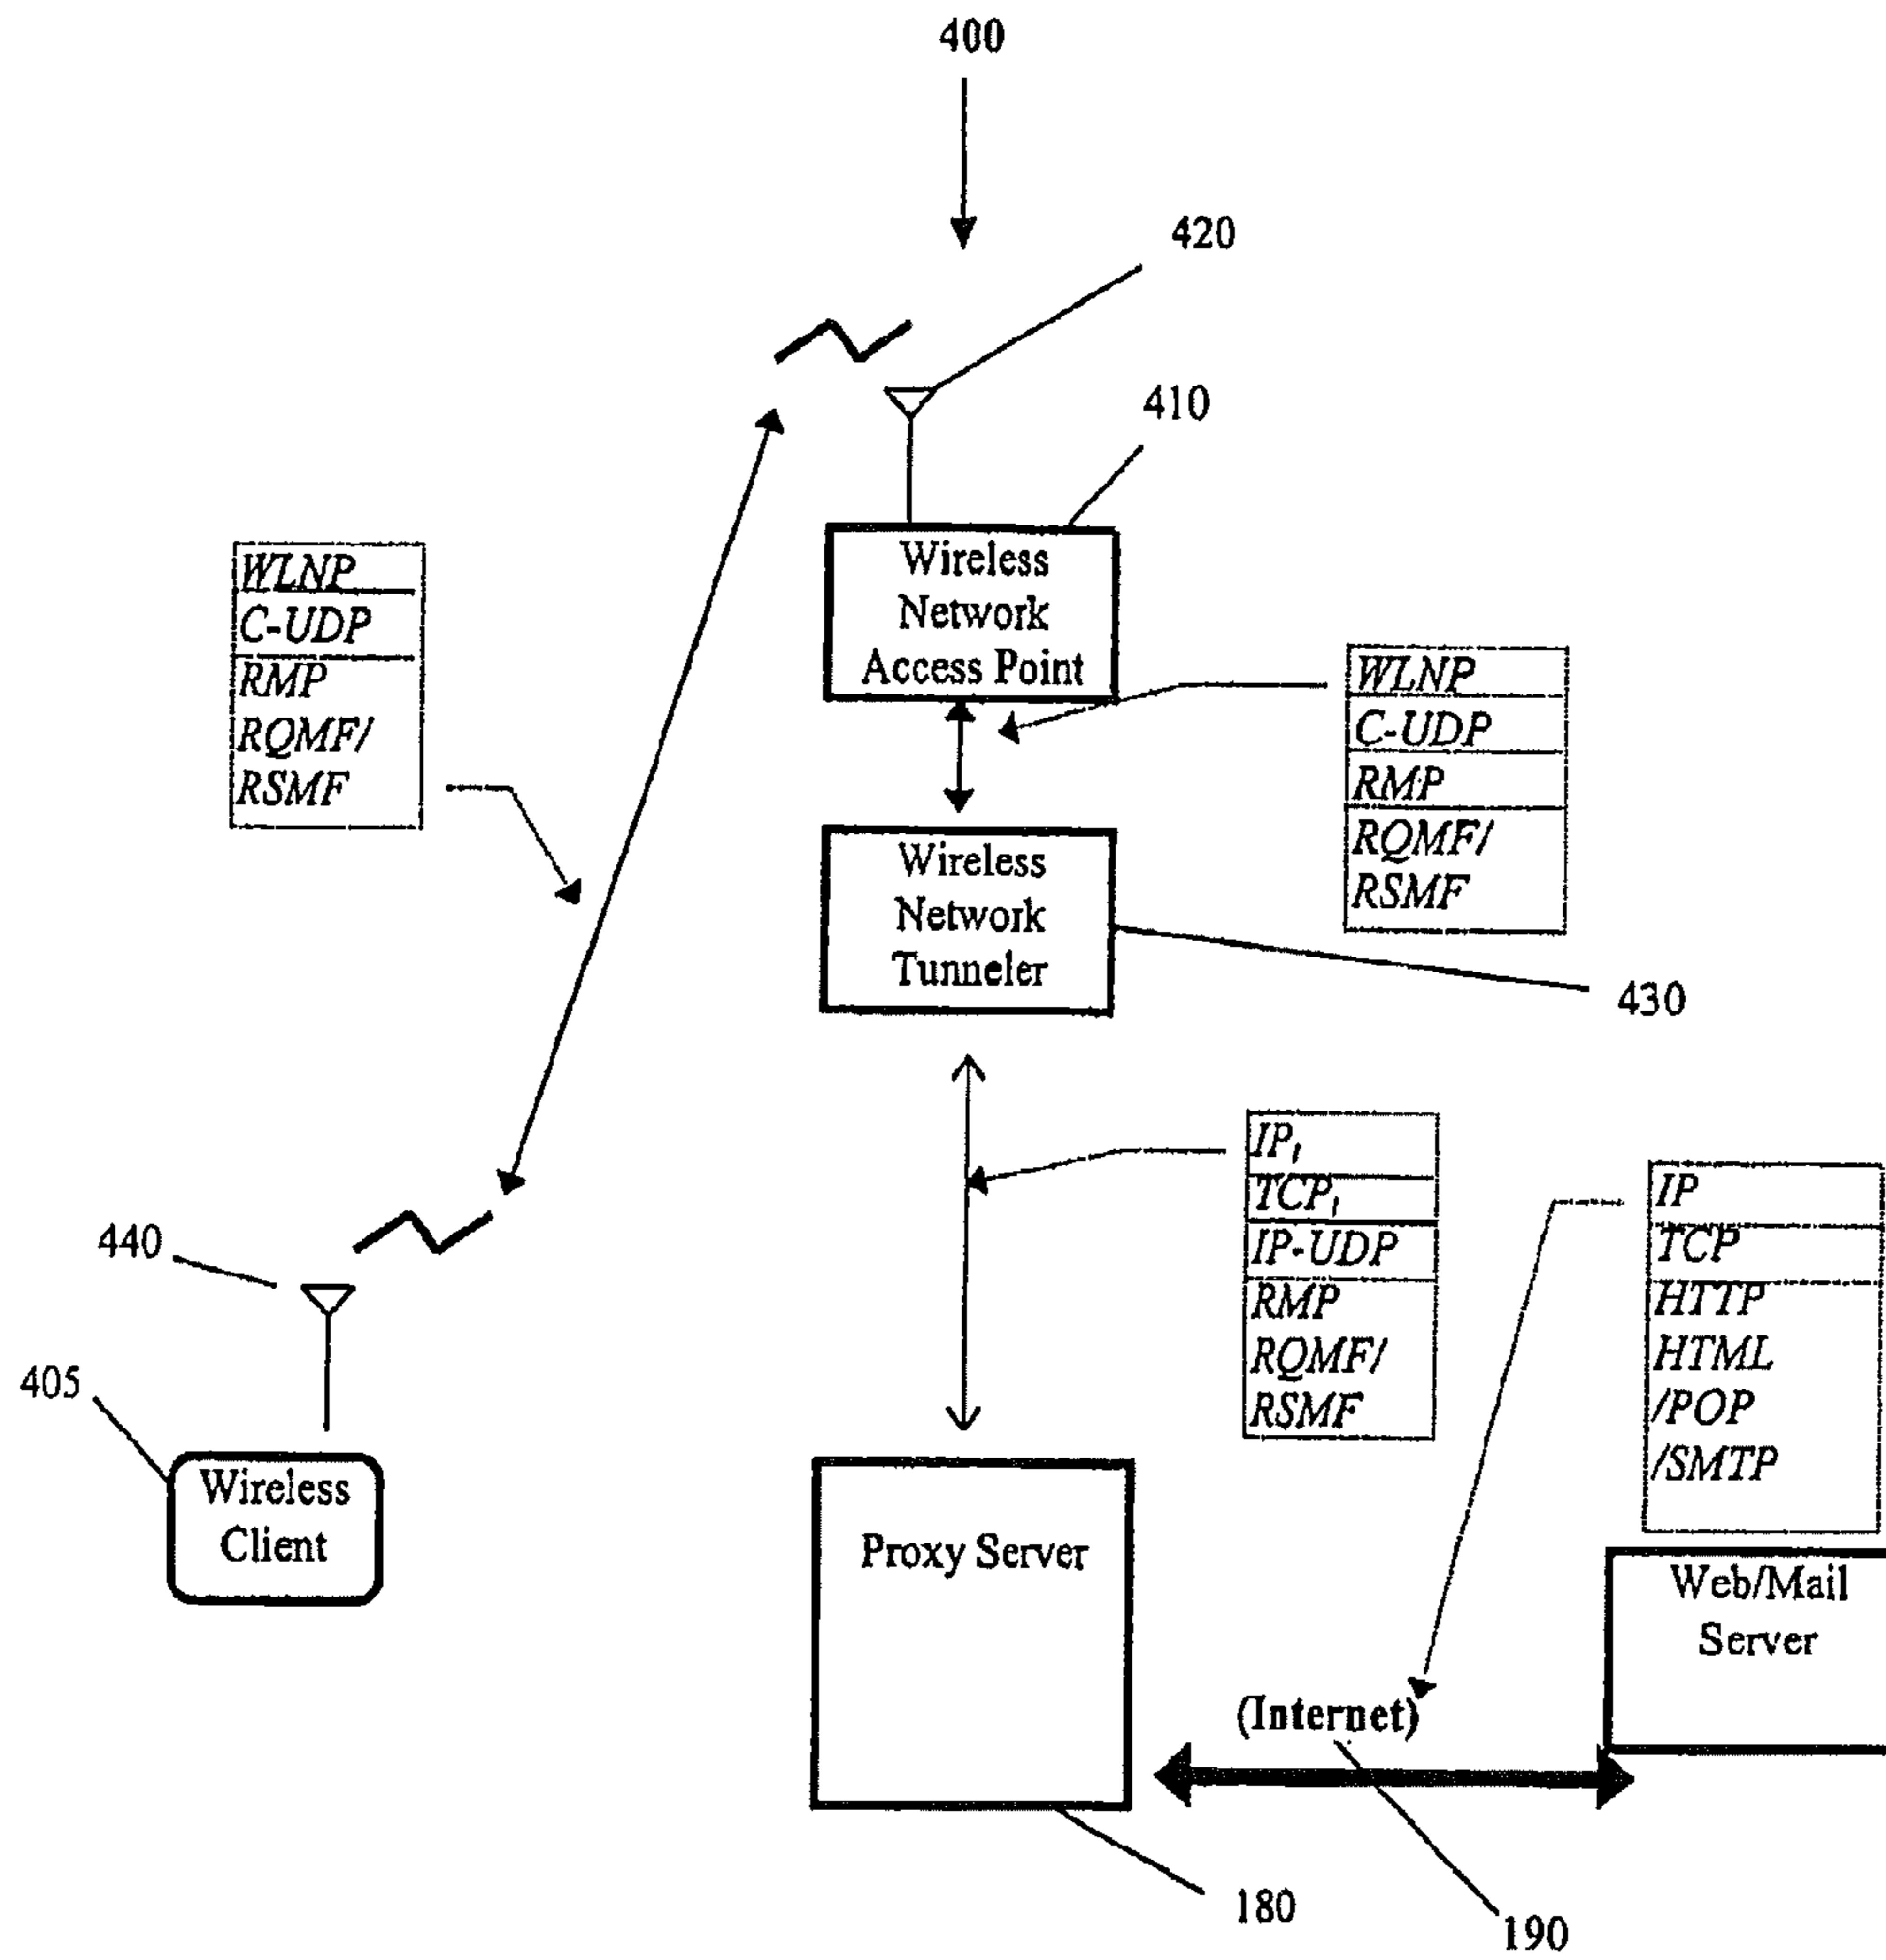 400
420
410
Wireless
Network
Access Point
WLNP
C-UDP
RMP
RQMF/
RSMF
WLNP
C-UDP
RMP
RQMF/
RSMF
Wireless
Network
Tunneler
430
IPt
TCPt
IP-UDP
RMP
RQMF/
RSMF
IP
TCP
HTTP
HTML
/POP
/SMTP
440
405
Wireless
Client
Proxy Server
Web/Mail
Server
(Internet)
180
190